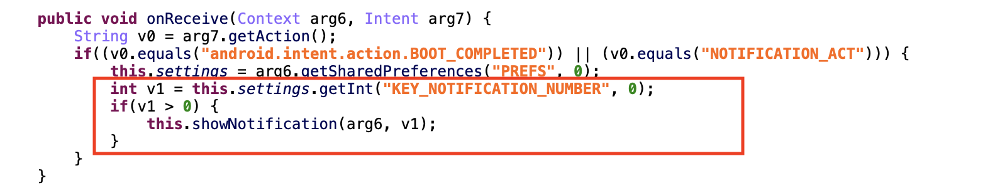 public void onReceive(Context arg6, Intent arg7) {
String v0 = arg7.getAction();
if((v0.equals("android.intent.action.BOOT_COMPLETED")) || (v0.equals("NOTIFICATION_ACT"))) {
this.settings = arg6.getSharedPreferences("PREFS", 0);
int v1 = this.settings.getInt("KEY_NOTIFICATION_NUMBER", 0);
if(v1 > 0) {
this.showNotification(arg6, v1);
}
}
}